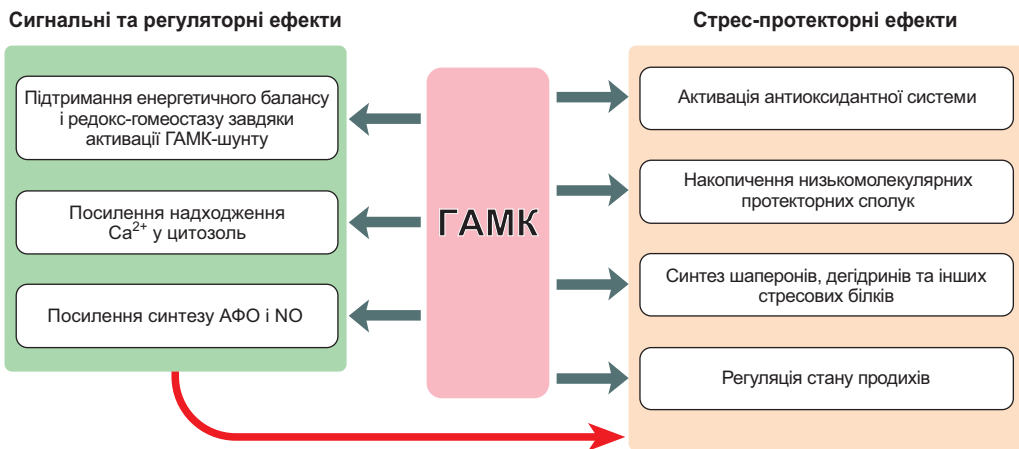 Сигнальні та регуляторні ефекти
Підтримання енергетичного балансу
і редокс-гомеостазу завдяки
активації ГАМК-шунту
Посилення надходження
Ca²⁺ у цитозоль
Посилення синтезу АФО і NO
ГАМК
Стрес-протекторні ефекти
Активація антиоксидантної системи
Накопичення низькомолекулярних
протекторних сполук
Синтез шаперонів, дегідринів та інших
стресових білків
Регуляція стану продихів